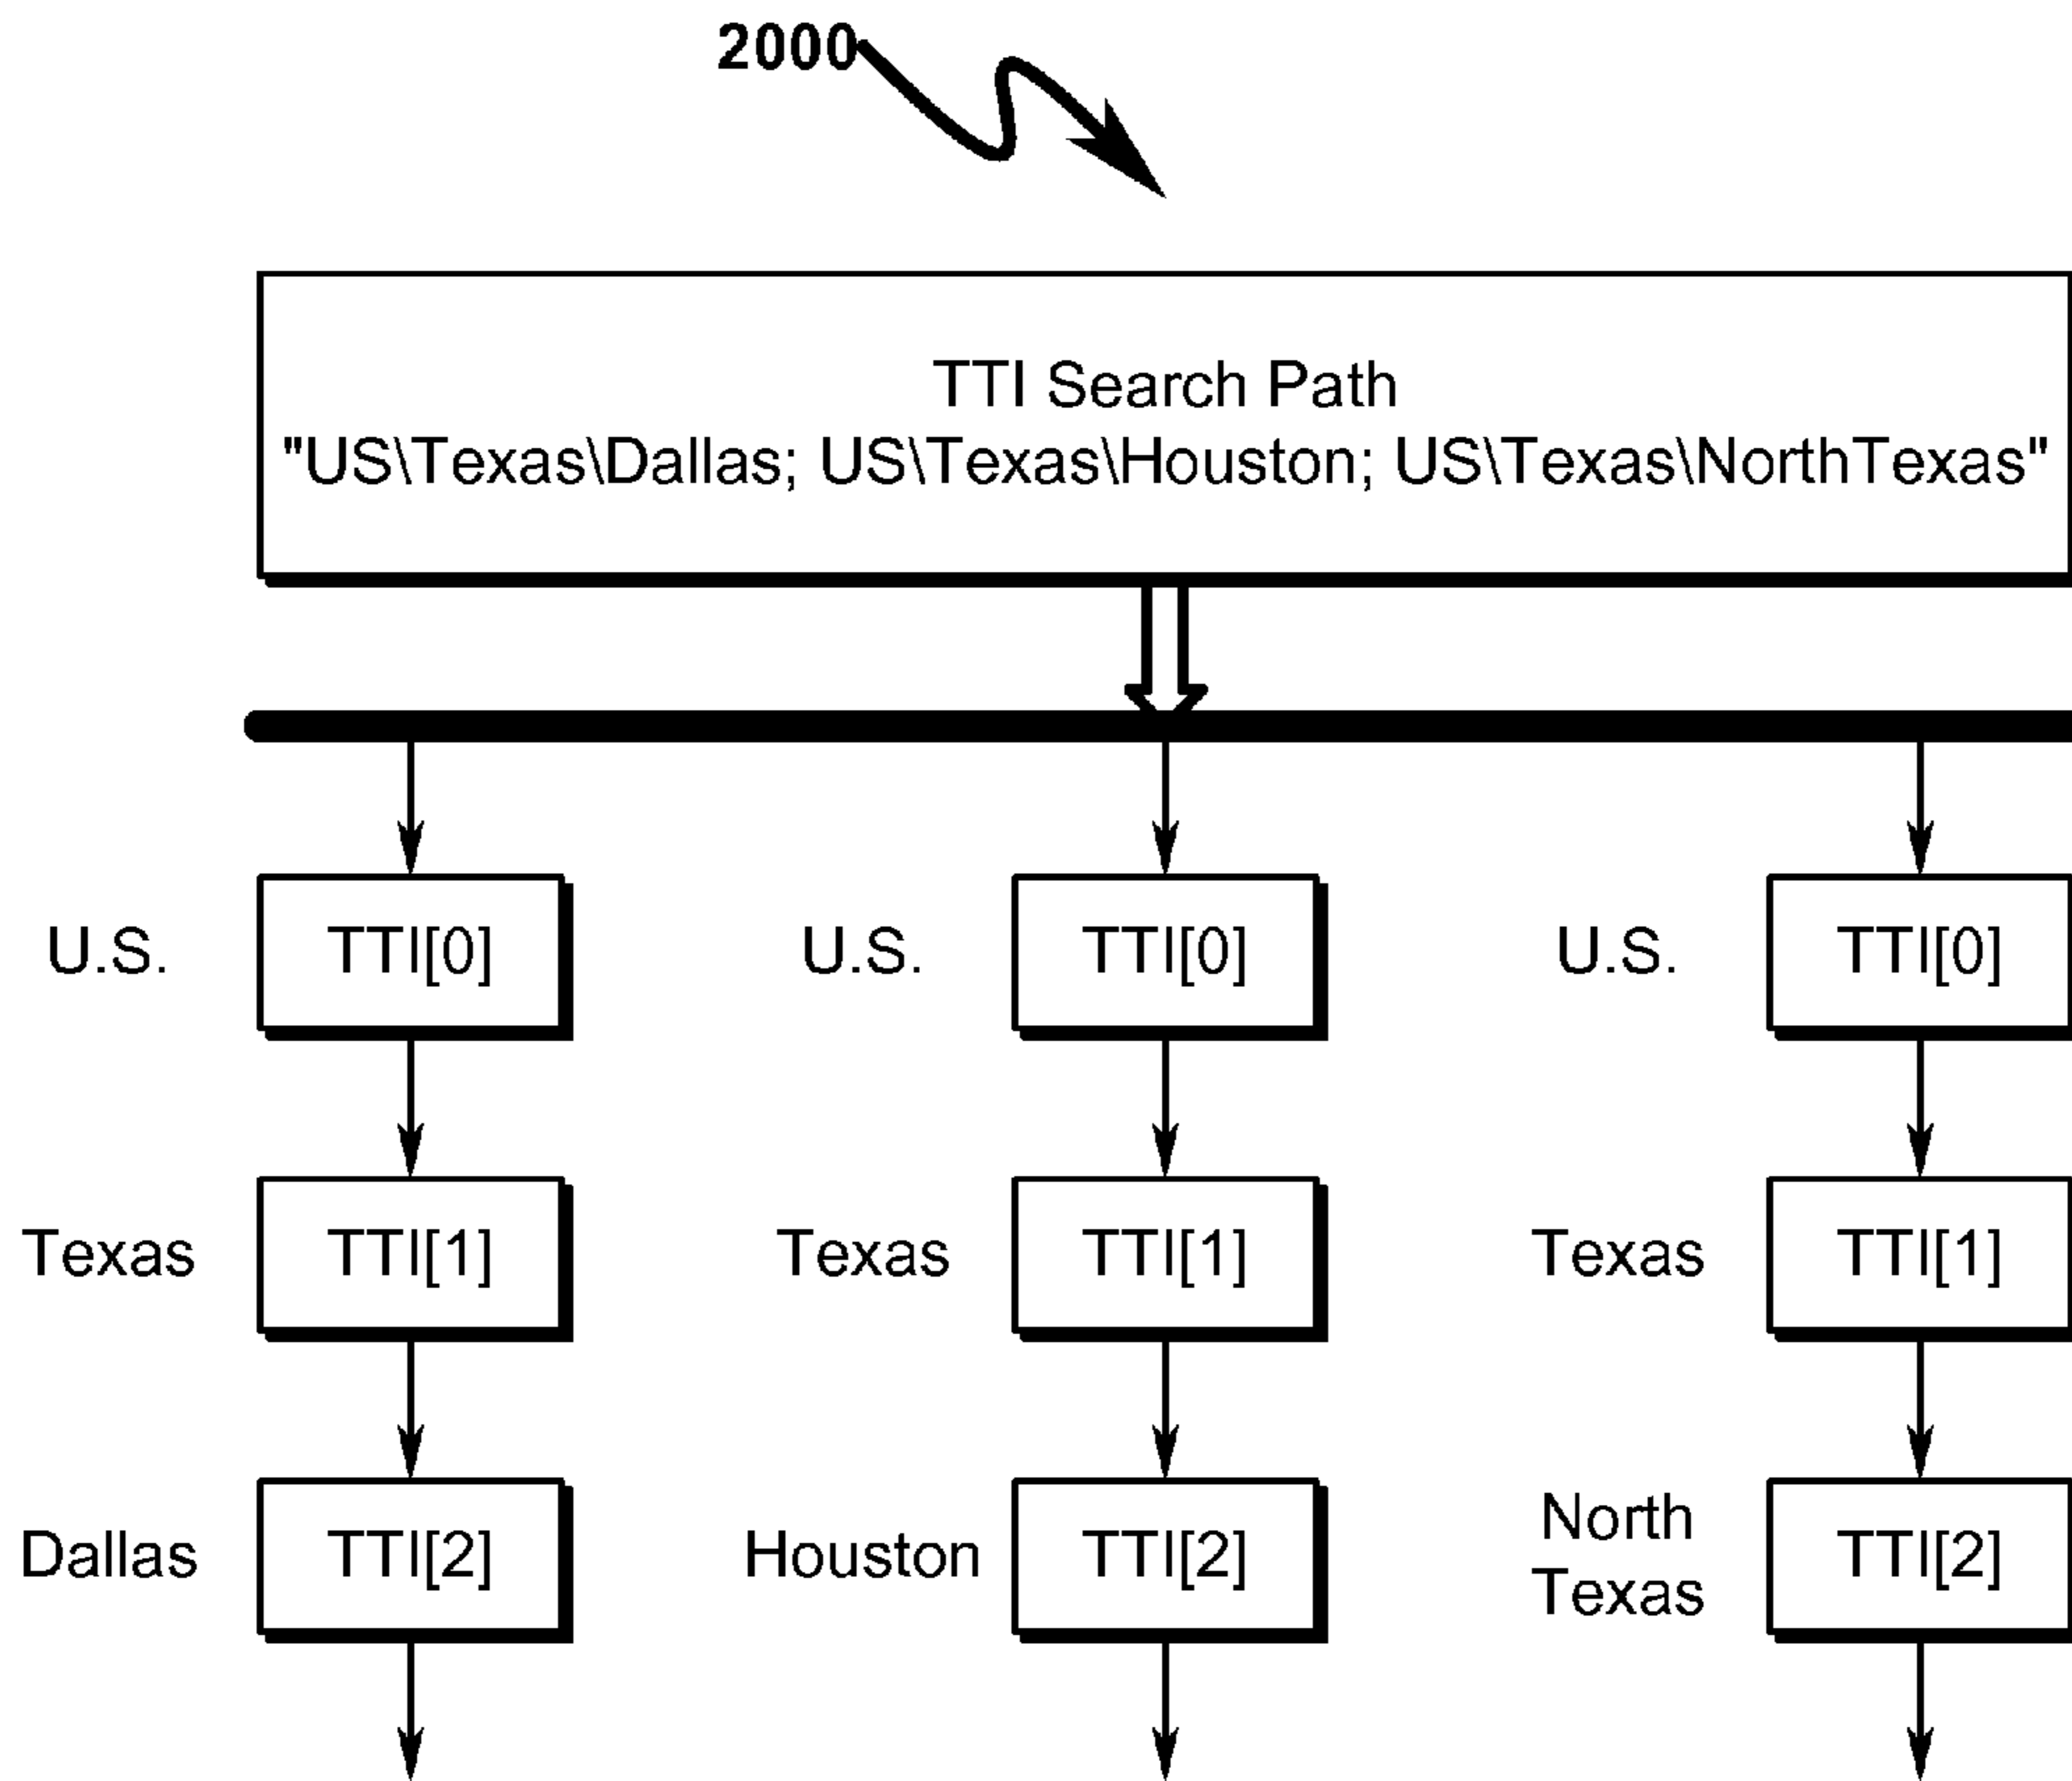 2000
TTI Search Path
"US\Texas\Dallas; US\Texas\Houston; US\Texas\NorthTexas"
U.S. TTI[0] U.S. TTI[0] U.S. TTI[0]
Texas TTI[1] Texas TTI[1] Texas TTI[1]
Dallas TTI[2] Houston TTI[2] North Texas TTI[2]